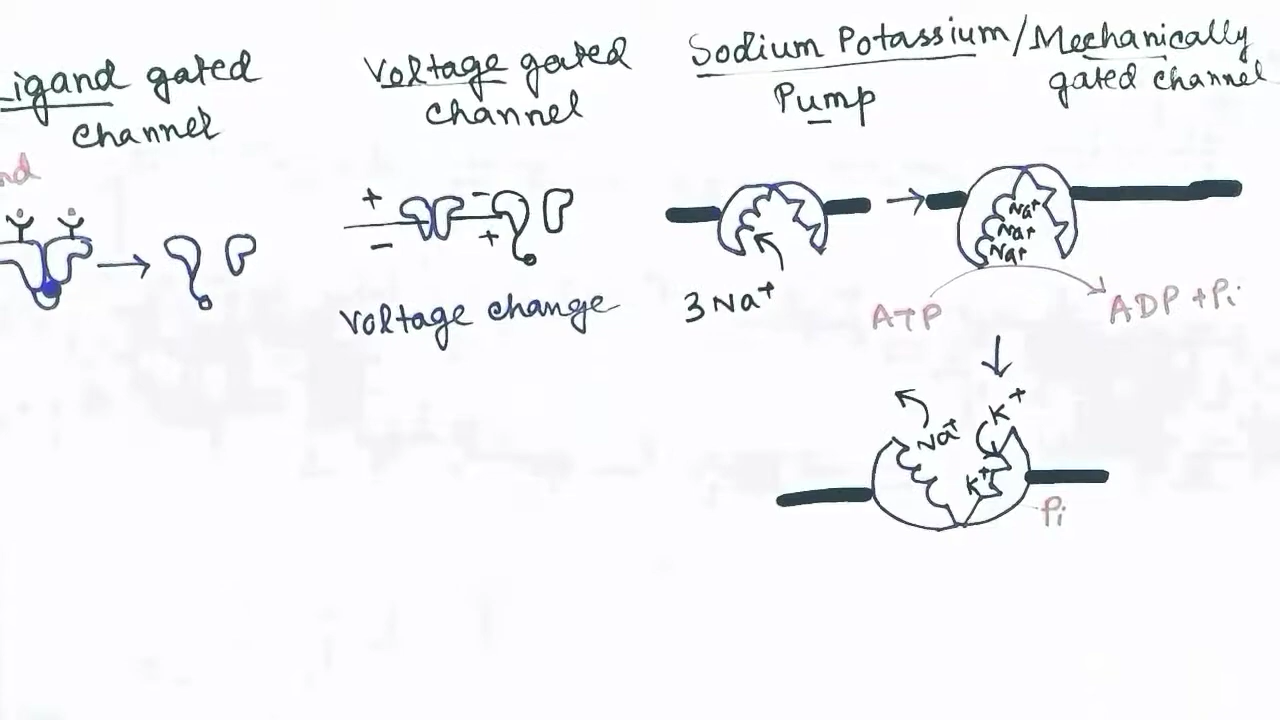 Ligand gated
channel
nd
Voltage gated
channel
+
−
−
+
Voltage change
Sodium Potassium / Mechanically
Pump
gated channel
3 Na+
Na+
Na+
Na+
ATP
ADP + Pi
Na+
K+
K+
Pi